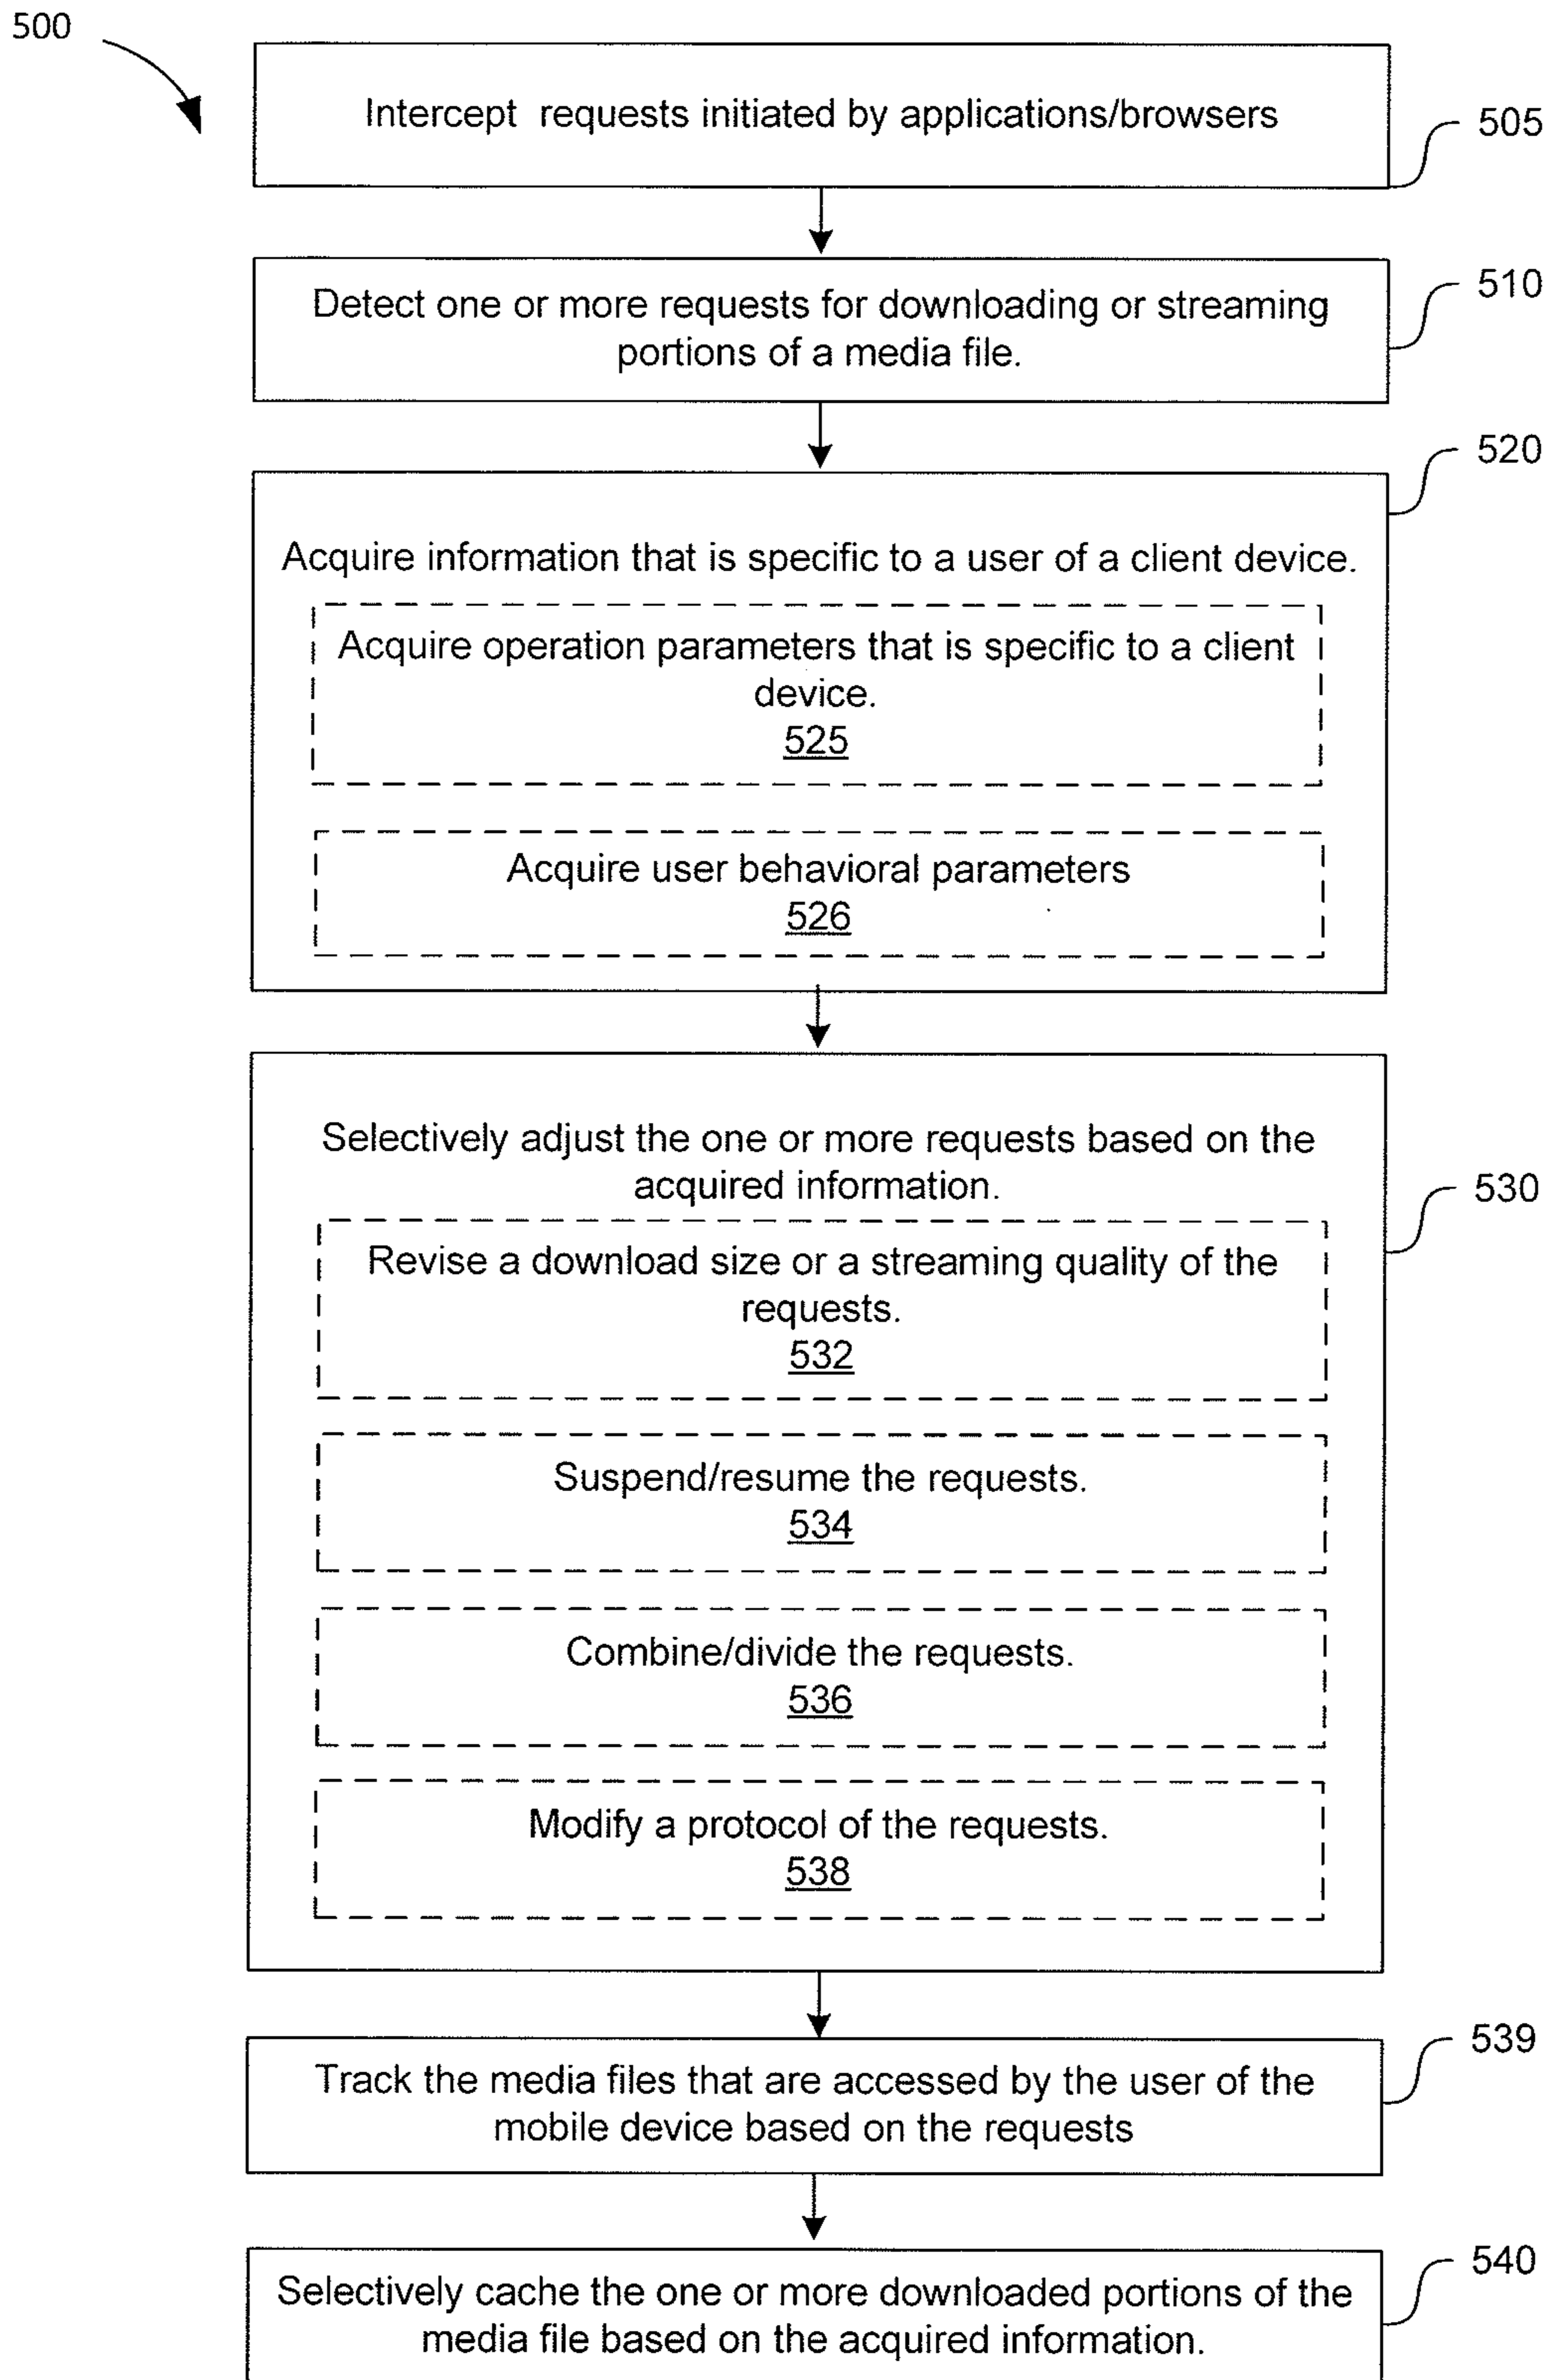 500
Intercept requests initiated by applications/browsers
505
Detect one or more requests for downloading or streaming
portions of a media file.
510
520
Acquire information that is specific to a user of a client device.
Acquire operation parameters that is specific to a client
device.
525
Acquire user behavioral parameters
526
Selectively adjust the one or more requests based on the
acquired information.
530
Revise a download size or a streaming quality of the
requests.
532
Suspend/resume the requests.
534
Combine/divide the requests.
536
Modify a protocol of the requests.
538
539
Track the media files that are accessed by the user of the
mobile device based on the requests
540
Selectively cache the one or more downloaded portions of the
media file based on the acquired information.